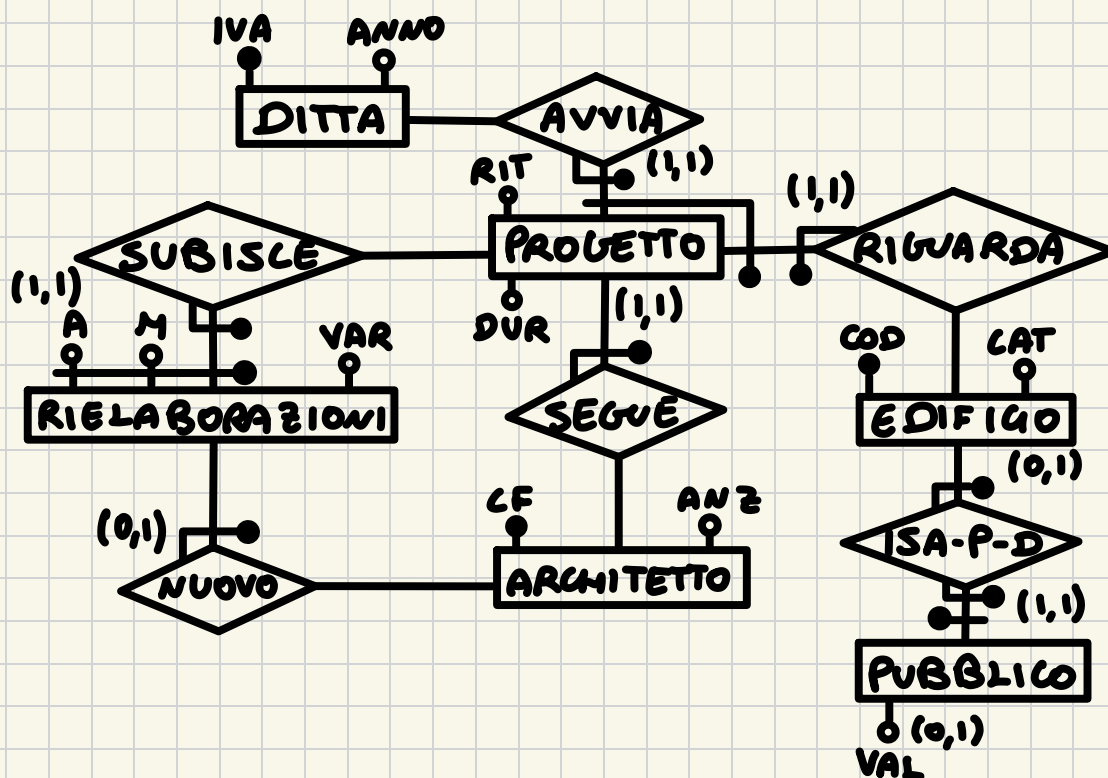 IVA ANNO
DITTA
AVVIA
(1,1)
RIT
(1,1)
SUBISCE
PROGETTO
RIGUARDA
(1,1)
DUR
(1,1)
A M VAR
COD CAT
RIELABORAZIONI
SEGUE
EDIFICIO
(0,1)
(0,1)
CF ANZ
ISA-P-D
NUOVO
ARCHITETTO
(1,1)
PUBBLICO
(0,1)
VAL